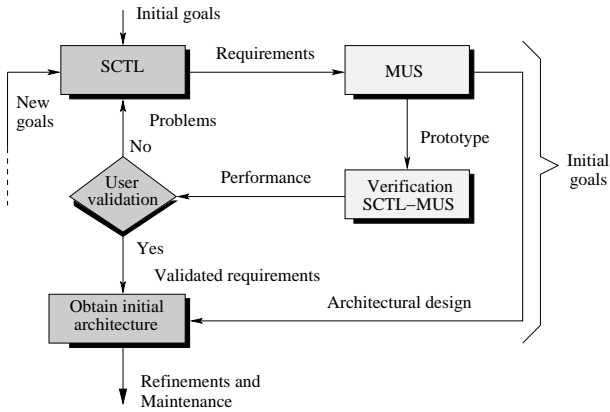 Initial goals
SCTL
Requirements
MUS
New
goals
Problems
No
Prototype
Initial
goals
User
validation
Performance
Verification
SCTL–MUS
Yes
Validated requirements
Obtain initial
architecture
Architectural design
Refinements and
Maintenance